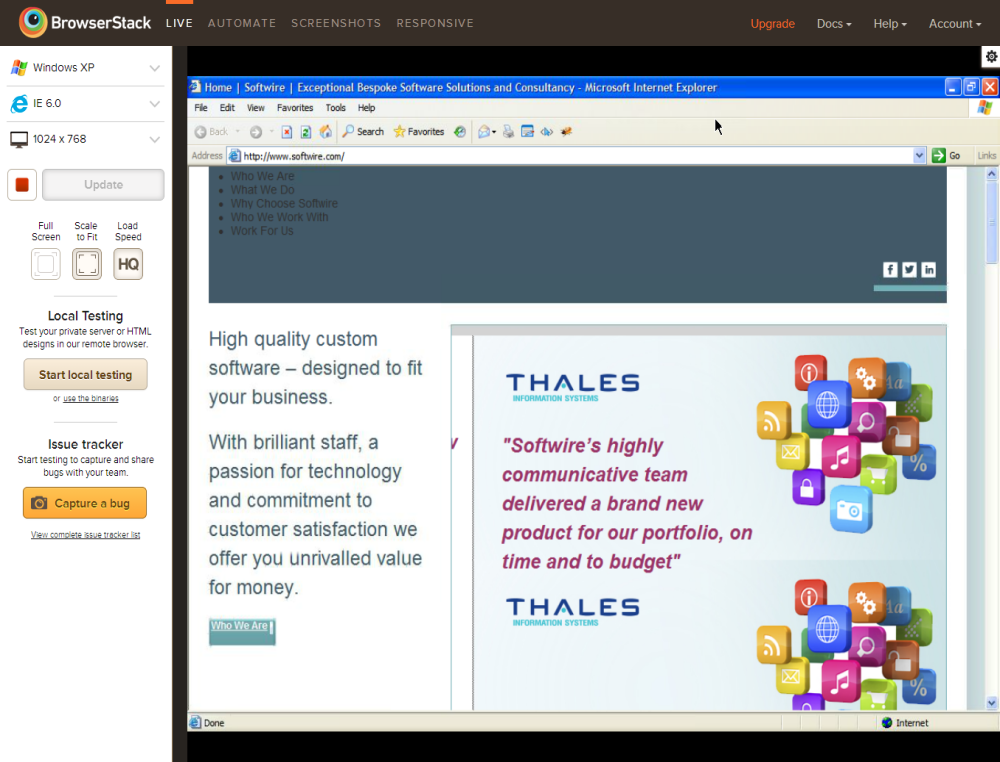 BrowserStack
LIVE
AUTOMATE
SCREENSHOTS
RESPONSIVE
Upgrade
Docs
Help
Account
Windows XP
IE 6.0
1024 x 768
Update
Full
Screen
Scale
to Fit
Load
Speed
HQ
Local Testing
Test your private server or HTML
designs in our remote browser.
Start local testing
or use the binaries
Issue tracker
Start testing to capture and share
bugs with your team.
Capture a bug
View complete issue tracker list
Home | Softwire | Exceptional Bespoke Software Solutions and Consultancy - Microsoft Internet Explorer
File Edit View Favorites Tools Help
Back Search Favorites
Address http://www.softwire.com/ Go Links
Who We Are
What We Do
Why Choose Softwire
Who We Work With
Work For Us
High quality custom
software – designed to fit
your business.
With brilliant staff, a
passion for technology
and commitment to
customer satisfaction we
offer you unrivalled value
for money.
Who We Are
THALES
INFORMATION SYSTEMS
Aa
%
"Softwire's highly
communicative team
delivered a brand new
product for our portfolio, on
time and to budget"
THALES
INFORMATION SYSTEMS
Aa
%
Done
Internet